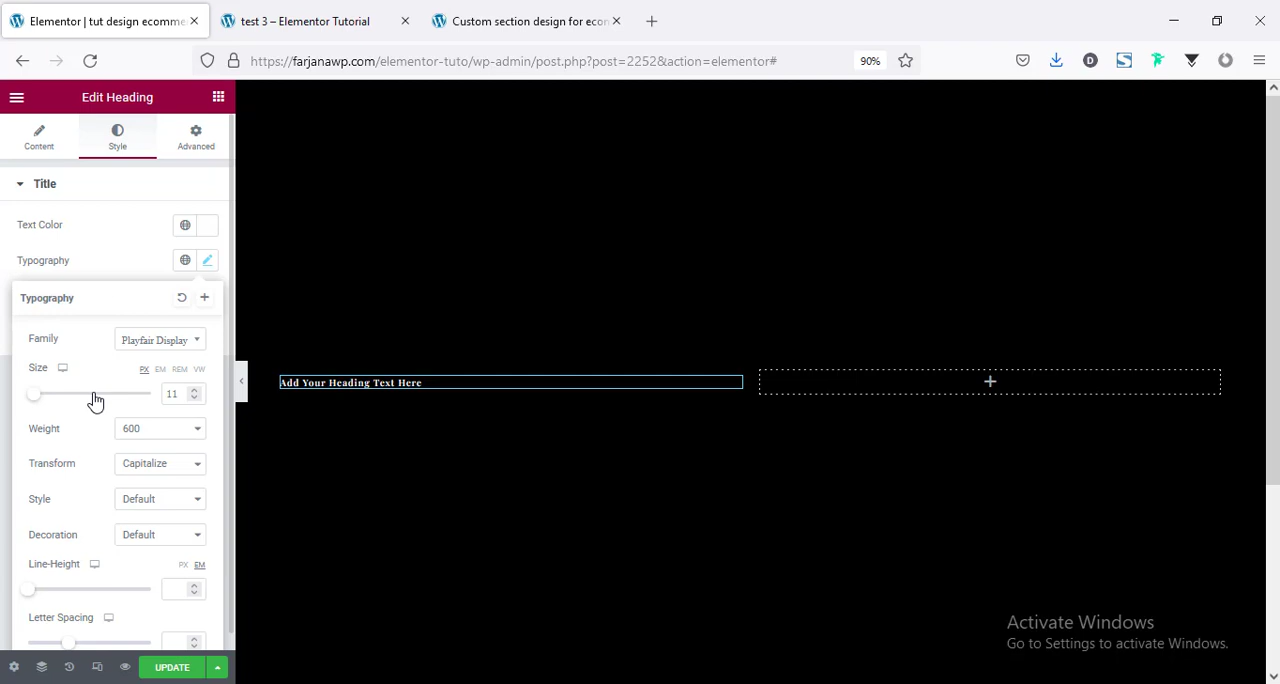 Elementor | tut design ecomme
test 3 – Elementor Tutorial
Custom section design for econ
https://farjanawp.com/elementor-tuto/wp-admin/post.php?post=2252&action=elementor#
90%
Edit Heading
Content
Style
Advanced
Title
Text Color
Typography
Typography
Family
Playfair Display
Size
PX EM REM VW
11
Weight
600
Transform
Capitalize
Style
Default
Decoration
Default
Line-Height
PX EM
Letter Spacing
UPDATE
Add Your Heading Text Here
Activate Windows
Go to Settings to activate Windows.